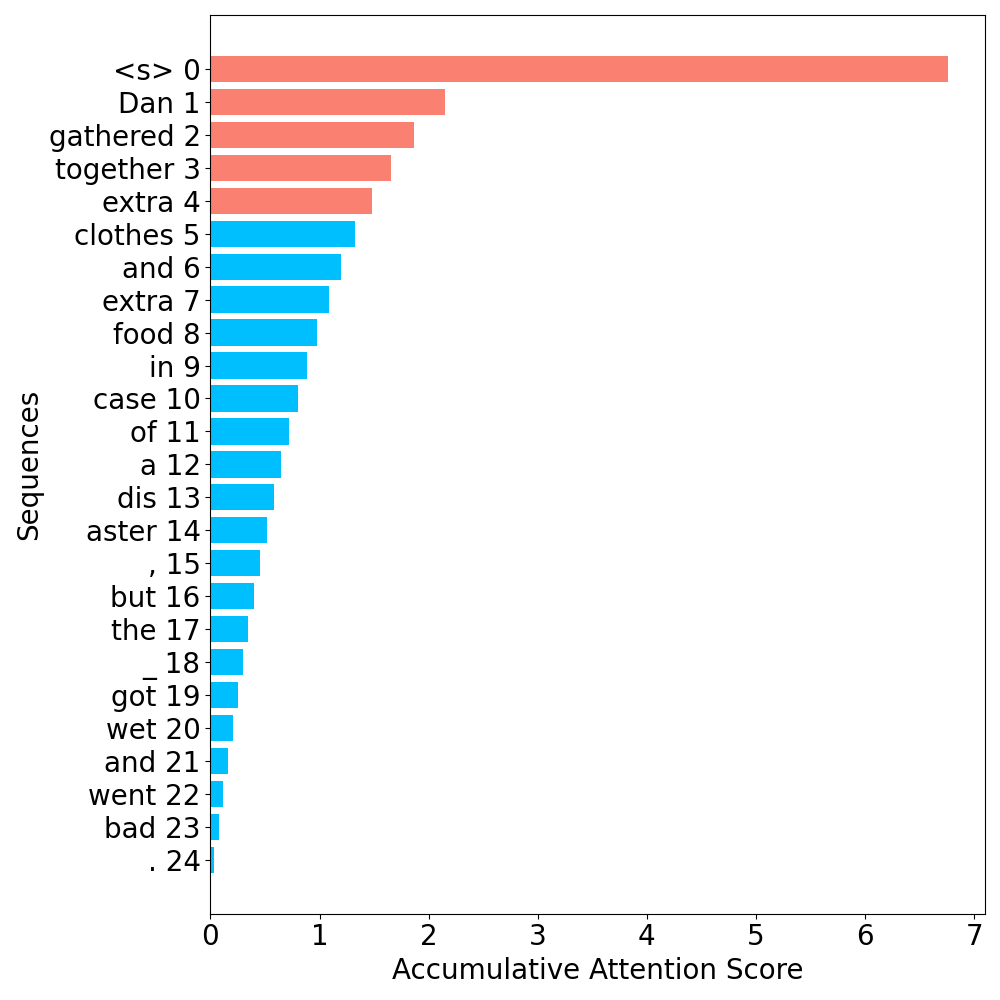 <s> 0
Dan 1
gathered 2
together 3
extra 4
clothes 5
and 6
extra 7
food 8
in 9
case 10
of 11
a 12
dis 13
aster 14
, 15
but 16
the 17
_ 18
got 19
wet 20
and 21
went 22
bad 23
. 24
Sequences
0 1 2 3 4 5 6 7
Accumulative Attention Score